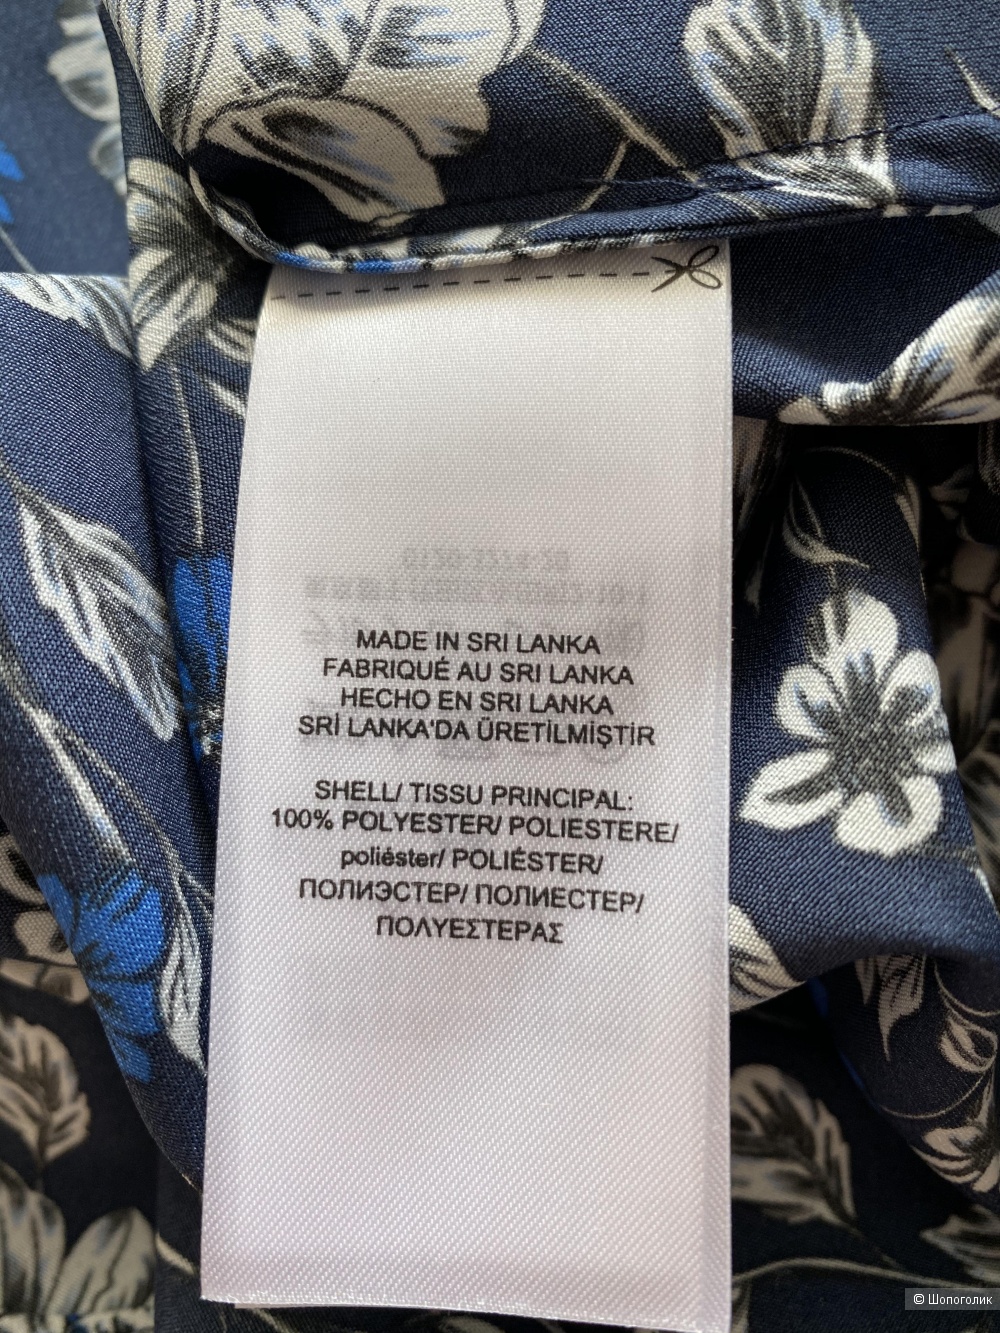 MADE IN SRI LANKA
FABRIQUÉ AU SRI LANKA
HECHO EN SRI LANKA
SRİ LANKA'DA ÜRETİLMİŞTİR
SHELL/ TISSU PRINCIPAL:
100% POLYESTER/ POLIESTERE/
poliéster/ POLIÉSTER/
ПОЛИЭСТЕР/ ПОЛИЕСТЕР/
ΠΟΛΥΕΣΤΕΡΑΣ
© Шопоголик